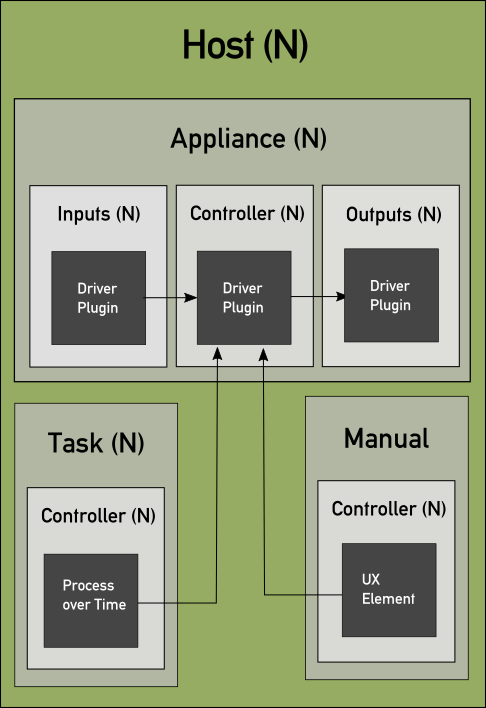 Host (N)
Appliance (N)
Inputs (N)
Driver
Plugin
Controller (N)
Driver
Plugin
Outputs (N)
Driver
Plugin
Task (N)
Controller (N)
Process
over Time
Manual
Controller (N)
UX
Element